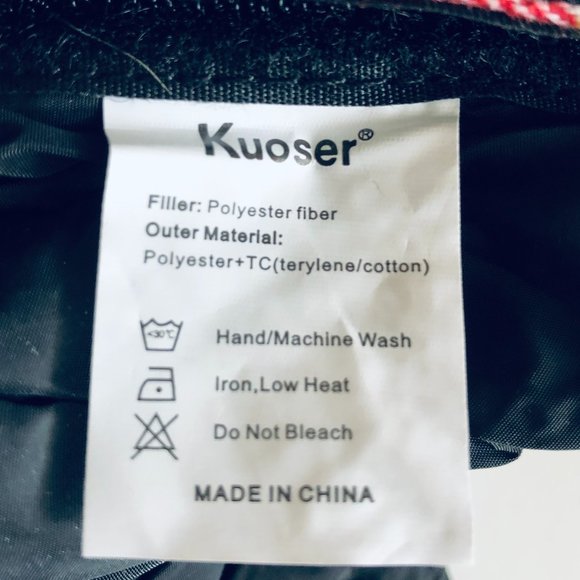 Kuoser®
Filler: Polyester fiber
Outer Material:
Polyester+TC(terylene/cotton)
<30℃ Hand/Machine Wash
Iron,Low Heat
Do Not Bleach
MADE IN CHINA